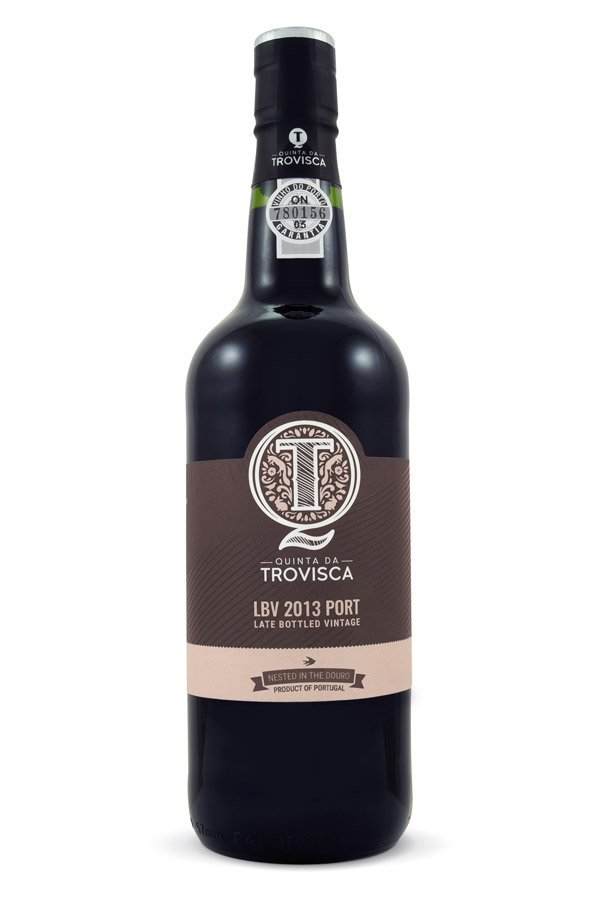 QUINTA DA
TROVISCA
VINHO DO PORTO
ON
780156
05
GARANTIA
QT
QUINTA DA
TROVISCA
LBV 2013 PORT
LATE BOTTLED VINTAGE
NESTED IN THE DOURO
PRODUCT OF PORTUGAL